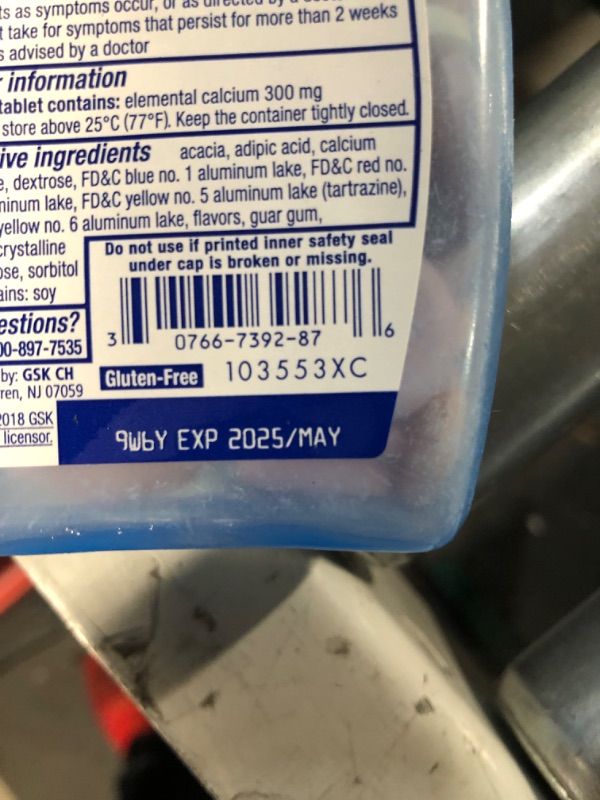 as symptoms occur, or as
take for symptoms that persist for more than 2 weeks
advised by a doctor
information
tablet contains: elemental calcium 300 mg
store above 25°C (77°F). Keep the container tightly closed.
ive ingredients acacia, adipic acid, calcium
e, dextrose, FD&C blue no. 1 aluminum lake, FD&C red no.
minum lake, FD&C yellow no. 5 aluminum lake (tartrazine),
yellow no. 6 aluminum lake, flavors, guar gum,
crystalline
ose, sorbitol
ains: soy
Do not use if printed inner safety seal
under cap is broken or missing.
3 0766-7392-87 6
estions?
00-897-7535
by: GSK CH
ren, NJ 07059
2018 GSK
licensor.
Gluten-Free 103553XC
9W6Y EXP 2025/MAY